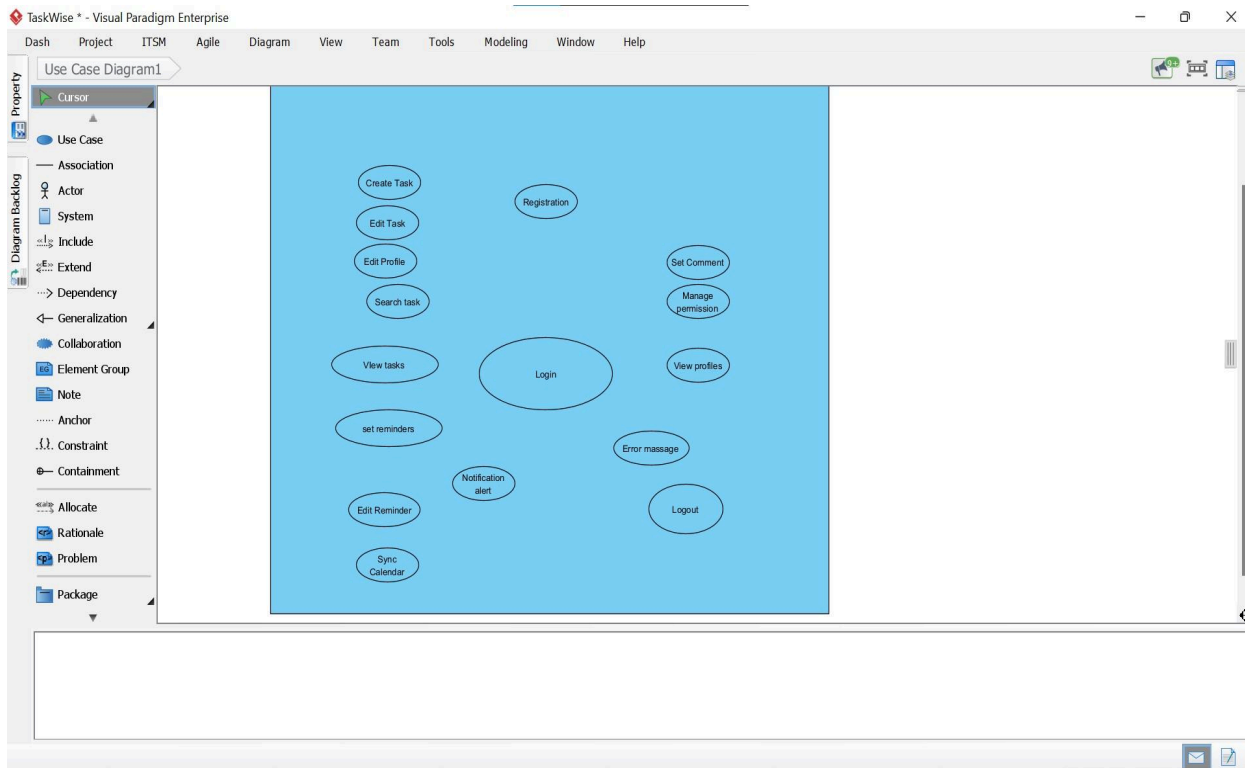 TaskWise * - Visual Paradigm Enterprise
Dash Project ITSM Agile Diagram View Team Tools Modeling Window Help
Use Case Diagram1
9+
Property
Diagram Backlog
Cursor
Use Case
Association
Actor
System
«I» Include
«E» Extend
Dependency
Generalization
Collaboration
EG Element Group
Note
Anchor
.{}. Constraint
Containment
Allocate
Rationale
«p» Problem
Package
Create Task
Registration
Edit Task
Edit Profile
Set Comment
Search task
Manage
permission
VIew tasks
Login
View profiles
set reminders
Error massage
Notification
alert
Edit Reminder
Logout
Sync
Calendar